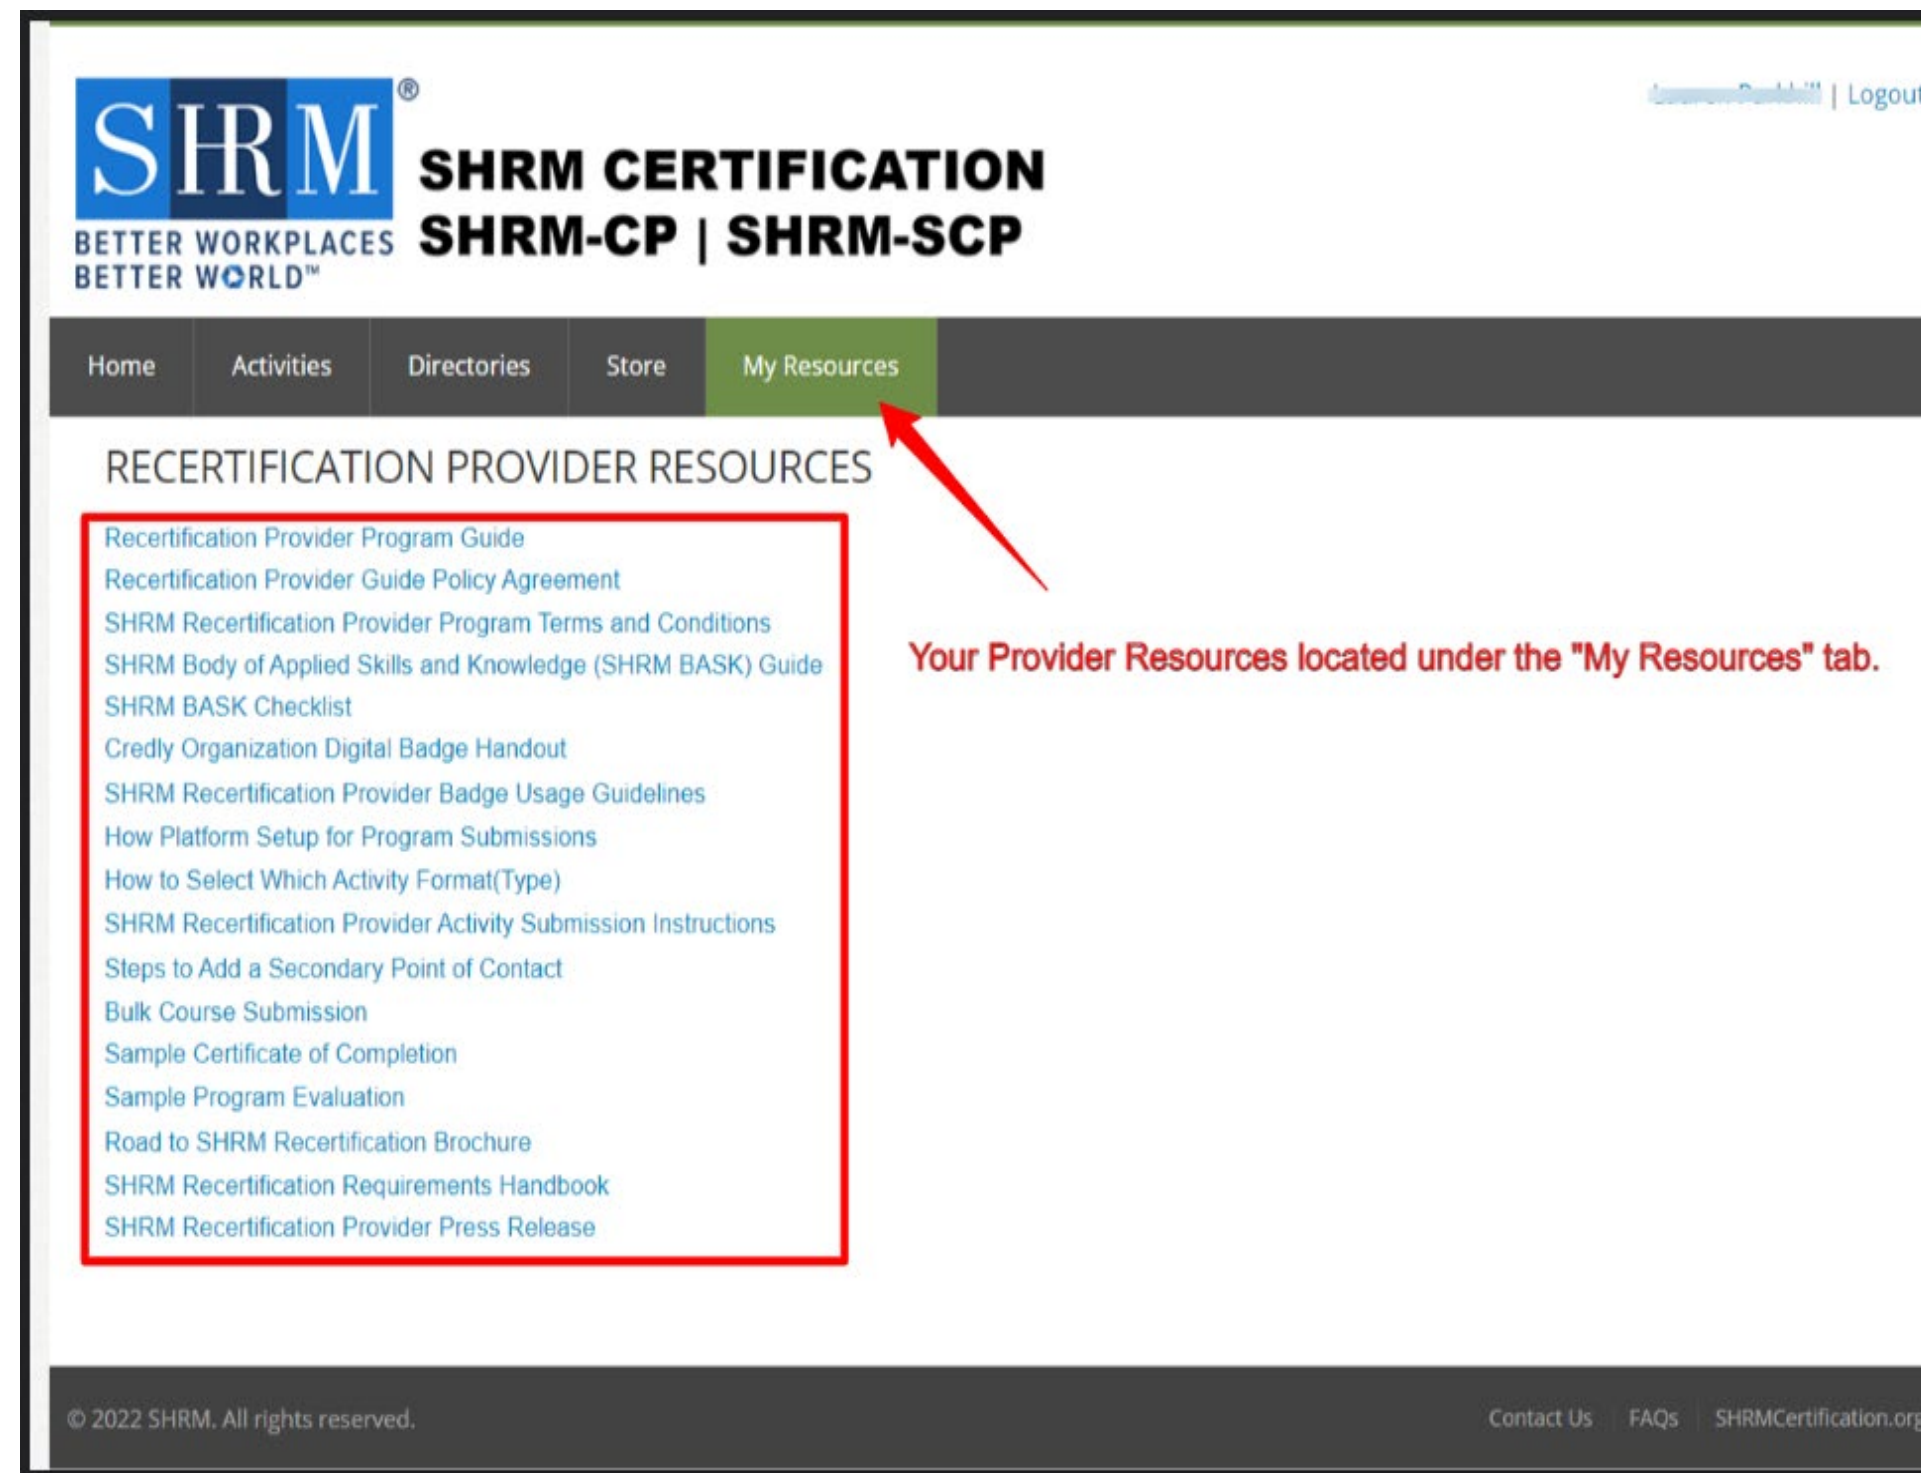 SHRM®
BETTER WORKPLACES
BETTER WORLD™
SHRM CERTIFICATION
SHRM-CP | SHRM-SCP
| Logout
Home Activities Directories Store My Resources
RECERTIFICATION PROVIDER RESOURCES
Recertification Provider Program Guide
Recertification Provider Guide Policy Agreement
SHRM Recertification Provider Program Terms and Conditions
SHRM Body of Applied Skills and Knowledge (SHRM BASK) Guide
SHRM BASK Checklist
Credly Organization Digital Badge Handout
SHRM Recertification Provider Badge Usage Guidelines
How Platform Setup for Program Submissions
How to Select Which Activity Format(Type)
SHRM Recertification Provider Activity Submission Instructions
Steps to Add a Secondary Point of Contact
Bulk Course Submission
Sample Certificate of Completion
Sample Program Evaluation
Road to SHRM Recertification Brochure
SHRM Recertification Requirements Handbook
SHRM Recertification Provider Press Release
Your Provider Resources located under the "My Resources" tab.
© 2022 SHRM. All rights reserved.
Contact Us FAQs SHRMCertification.org